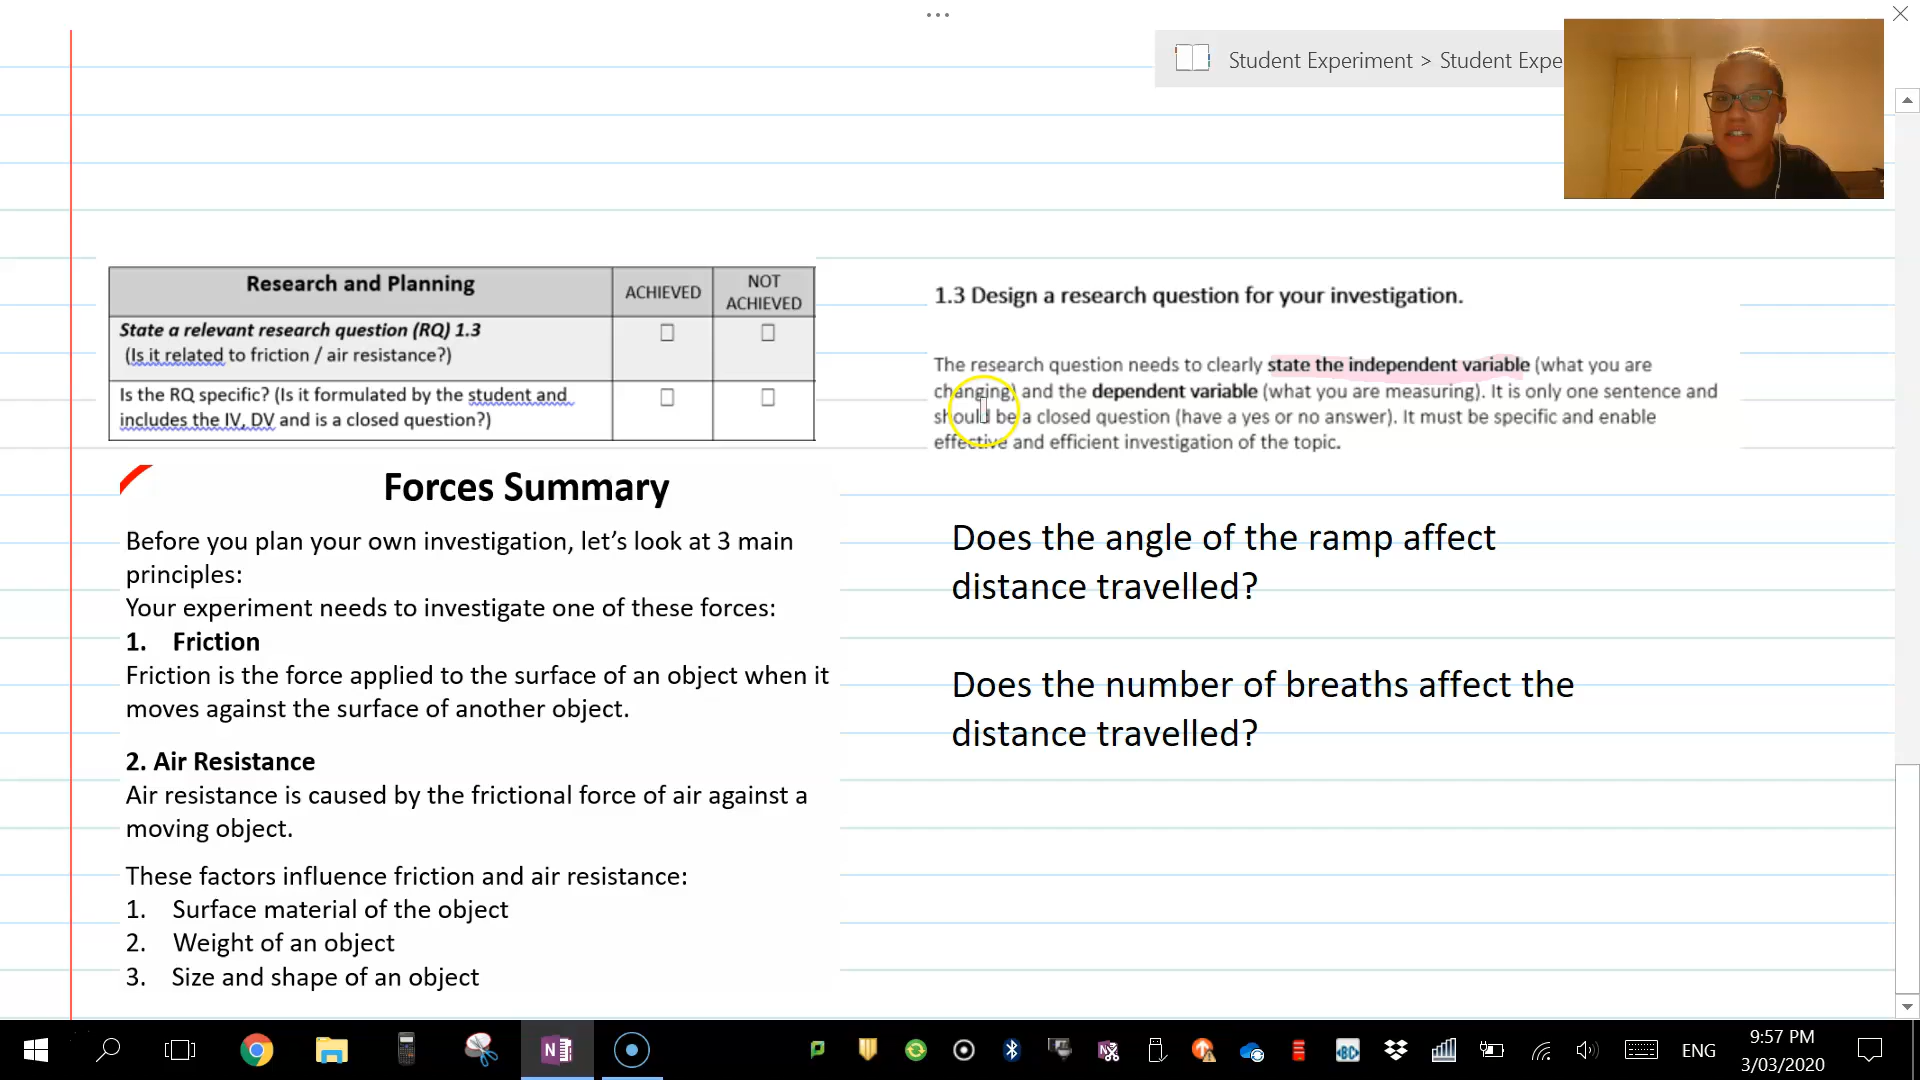 Student Experiment > Student Expe
Research and Planning
ACHIEVED
NOT
ACHIEVED
State a relevant research question (RQ) 1.3
(Is it related to friction / air resistance?)
Is the RQ specific? (Is it formulated by the student and
includes the IV, DV and is a closed question?)
1.3 Design a research question for your investigation.
The research question needs to clearly state the independent variable (what you are
changing) and the dependent variable (what you are measuring). It is only one sentence and
should be a closed question (have a yes or no answer). It must be specific and enable
effective and efficient investigation of the topic.
Forces Summary
Before you plan your own investigation, let’s look at 3 main
principles:
Your experiment needs to investigate one of these forces:
1. Friction
Friction is the force applied to the surface of an object when it
moves against the surface of another object.
2. Air Resistance
Air resistance is caused by the frictional force of air against a
moving object.
These factors influence friction and air resistance:
1. Surface material of the object
2. Weight of an object
3. Size and shape of an object
Does the angle of the ramp affect
distance travelled?
Does the number of breaths affect the
distance travelled?
ENG
9:57 PM
3/03/2020